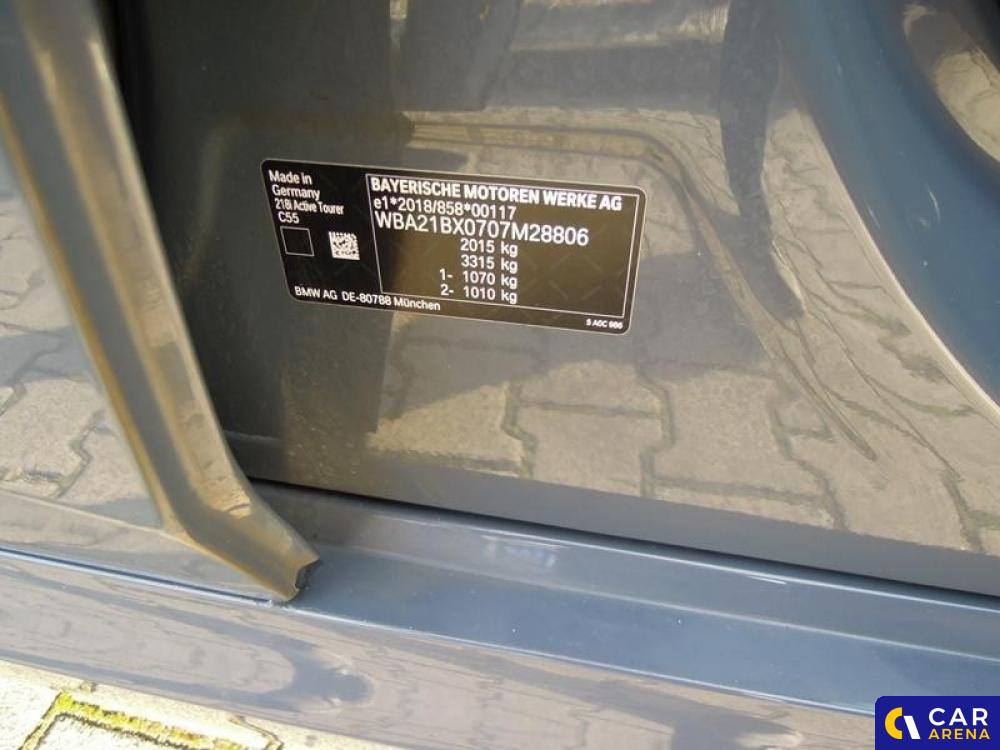 Made in
Germany
218i Active Tourer
C55
BAYERISCHE MOTOREN WERKE AG
e1*2018/858*00117
WBA21BX0707M28806
2015 kg
3315 kg
1- 1070 kg
2- 1010 kg
BMW AG DE-80788 München
CAR
ARENA